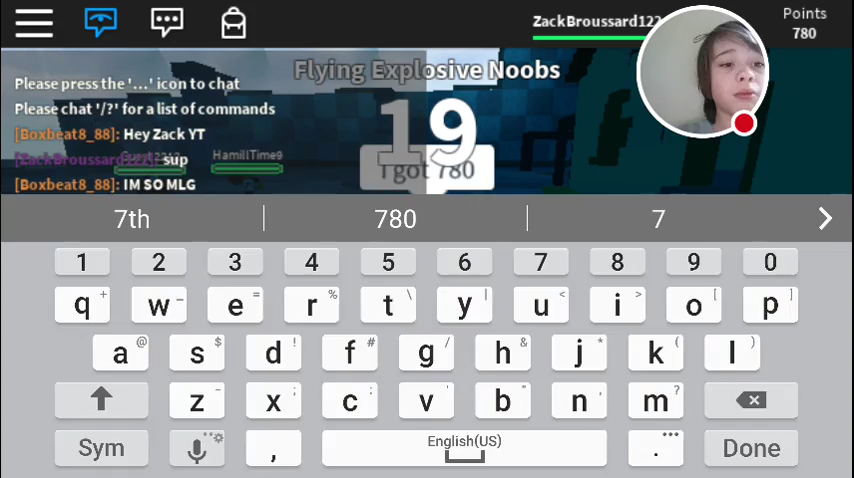 ZackBroussard122
Points
780
Flying Explosive Noobs
19
Please press the '...' icon to chat
Please chat '/?' for a list of commands
[Boxbeat8_88]: Hey Zack YT
[ZackBroussard122]: sup
HamillTime9
[Boxbeat8_88]: IM SO MLG
I got 780
7th 780 7
1 2 3 4 5 6 7 8 9 0
q + w - e = r % t \ y | u < i > o [ p ]
a @ s $ d ! f # g / h & j * k ( l )
z - x ; c : v ' b " n , m ?
Sym , English(US) . Done